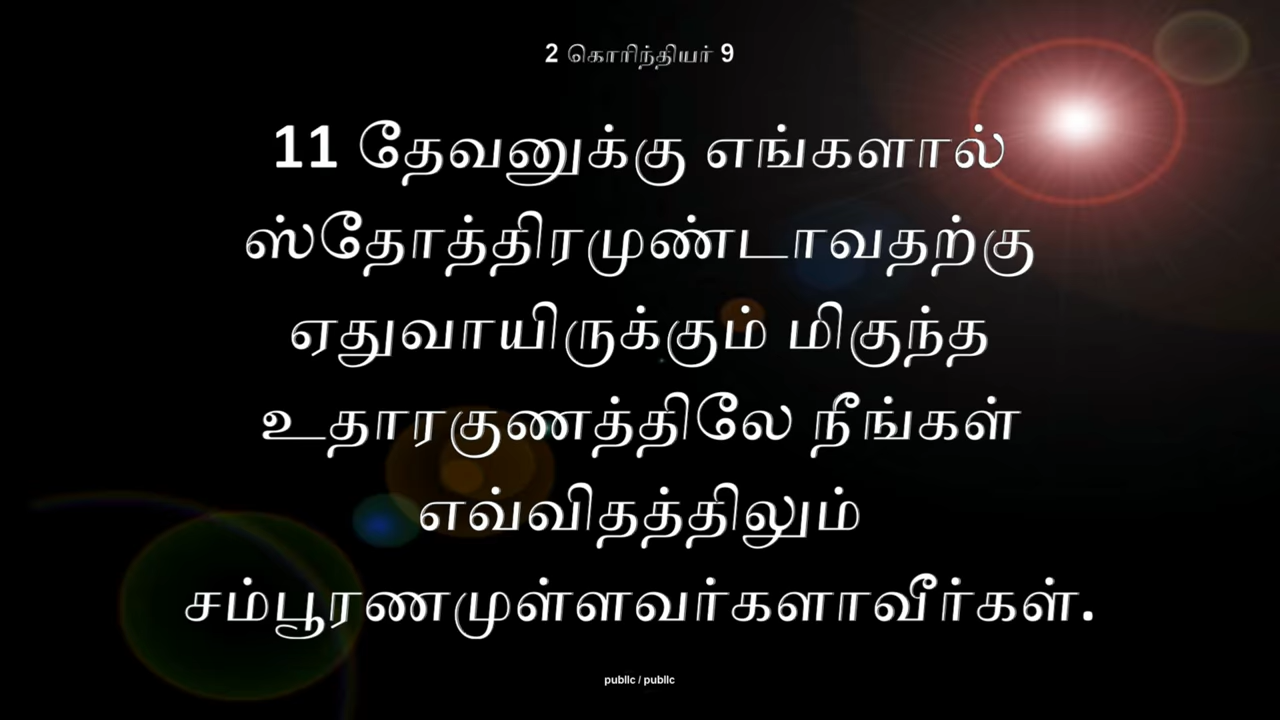 2 கொரிந்தியர் 9
11 தேவனுக்கு எங்களால்
ஸ்தோத்திரமுண்டாவதற்கு
ஏதுவாயிருக்கும் மிகுந்த
உதாரகுணத்திலே நீங்கள்
எவ்விதத்திலும்
சம்பூரணமுள்ளவர்களாவீர்கள்.
publIc / publIc